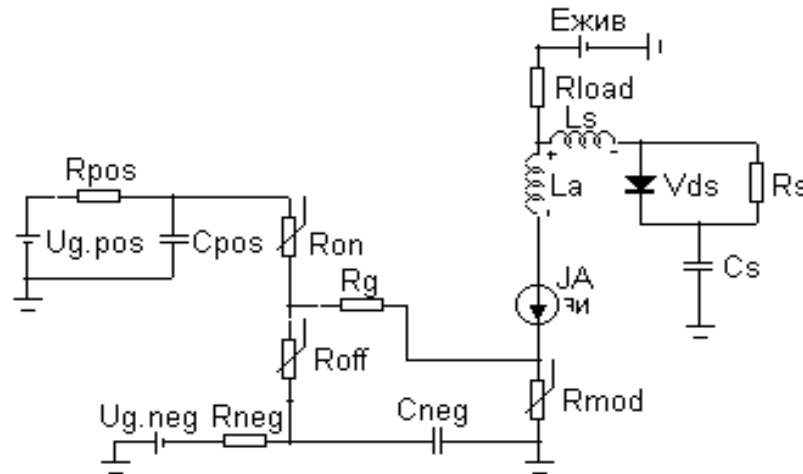 Eжив
Rload
Ls
Rpos
La
Vds
Rs
Ug.pos
Cpos
Ron
Cs
JA
Rg
Roff
Rmod
Ug.neg
Rneg
Cneg